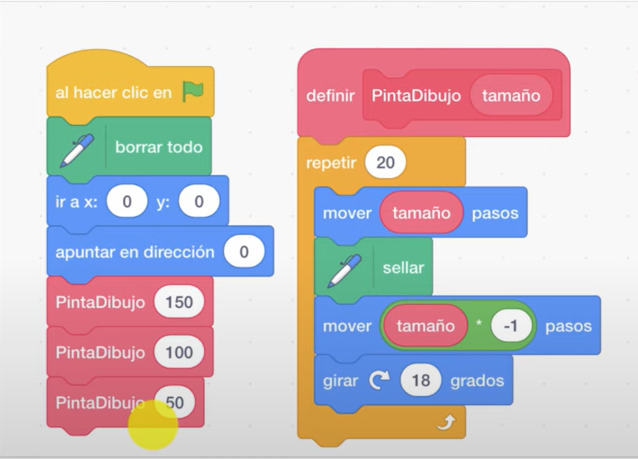 al hacer clic en
borrar todo
ir a x: 0 y: 0
apuntar en dirección 0
PintaDibujo 150
PintaDibujo 100
PintaDibujo 50
definir PintaDibujo tamaño
repetir 20
mover tamaño pasos
sellar
mover tamaño * -1 pasos
girar 18 grados